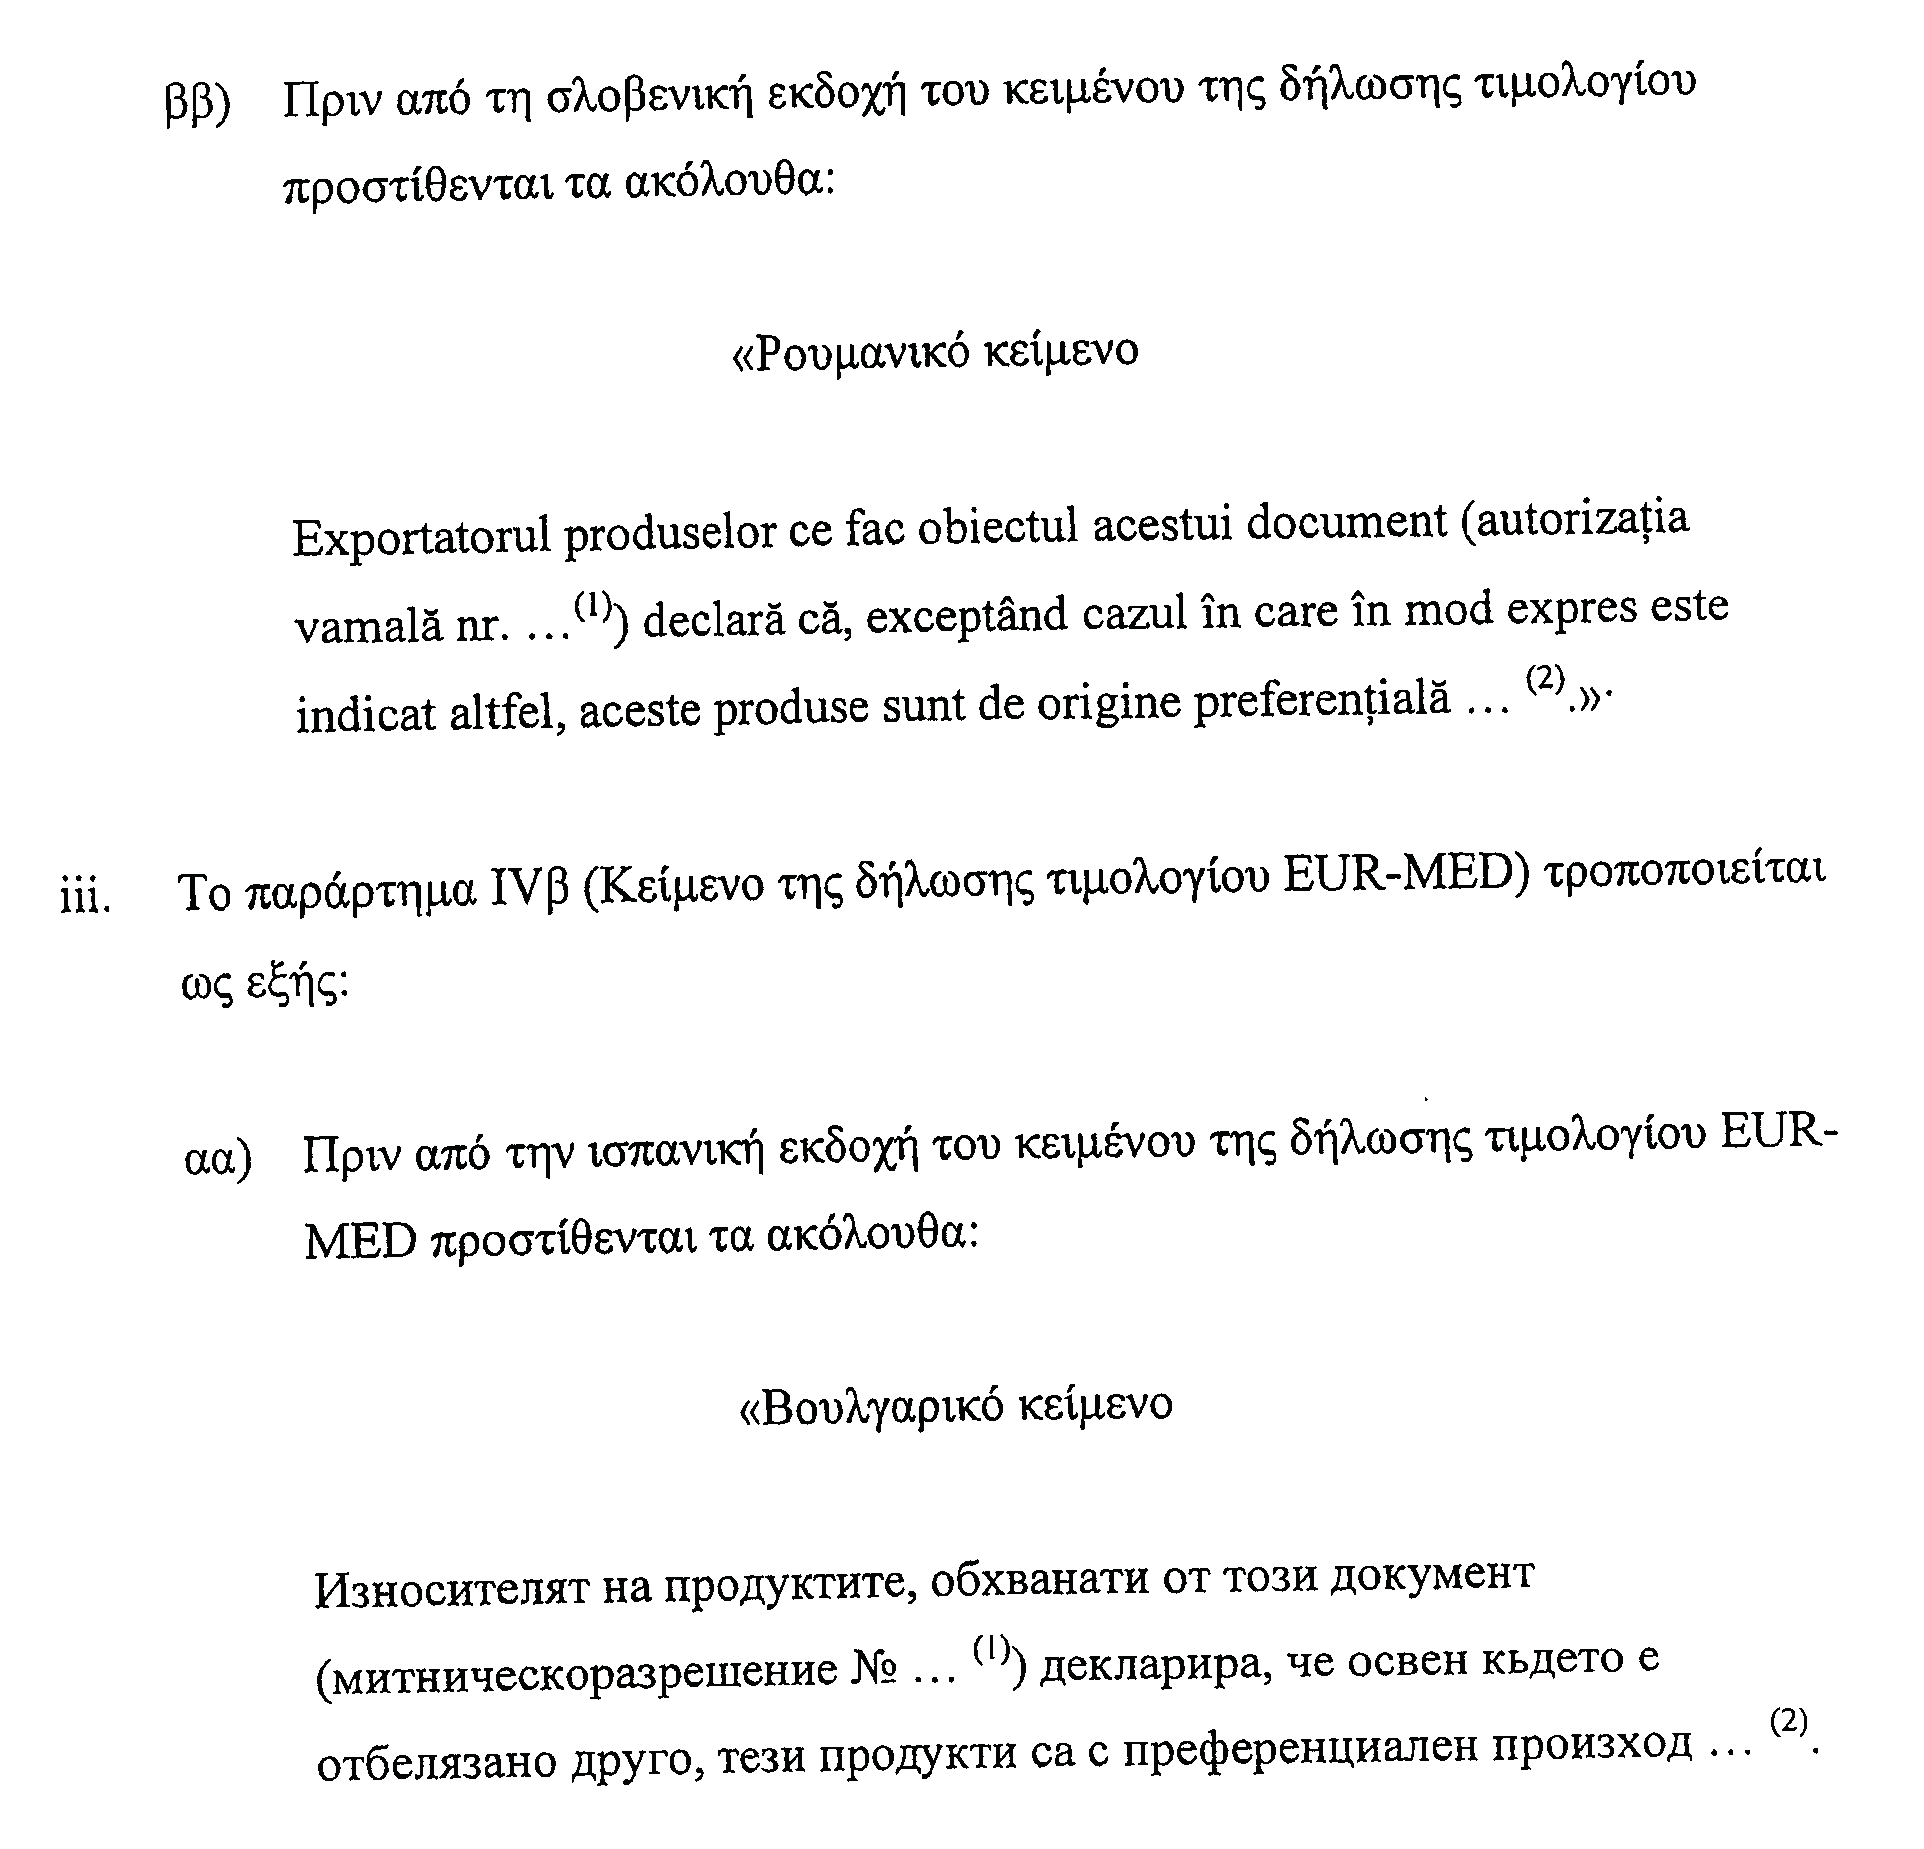 ββ) Πριν από τη σλοβενική εκδοχή του κειμένου της δήλωσης τιμολογίου
προστίθενται τα ακόλουθα:
«Ρουμανικό κείμενο
Exportatorul produselor ce fac obiectul acestui document (autorizaţia
vamală nr. …(1)) declară că, exceptând cazul în care în mod expres este
indicat altfel, aceste produse sunt de origine preferenţială … (2).»·
iii. Το παράρτημα IVβ (Κείμενο της δήλωσης τιμολογίου EUR-MED) τροποποιείται
ως εξής:
αα) Πριν από την ισπανική εκδοχή του κειμένου της δήλωσης τιμολογίου EUR-
MED προστίθενται τα ακόλουθα:
«Βουλγαρικό κείμενο
Износителят на продуктите, обхванати от този документ
(митническоразрешение № … (1)) декларира, че освен кьдето е
отбелязано друго, тези продукти са с преференциален произход … (2).